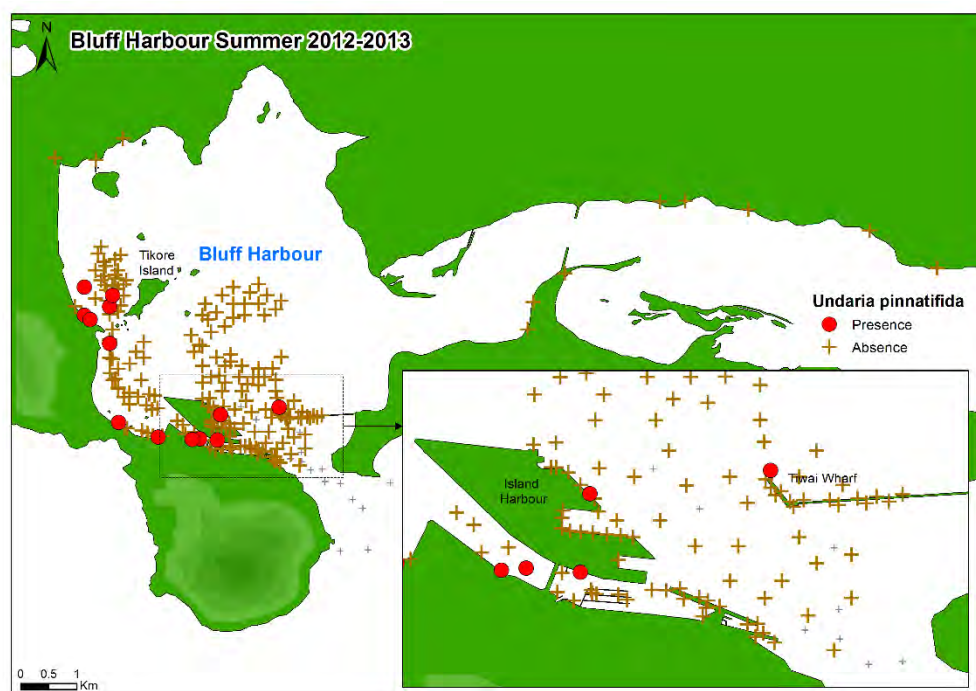 N
Bluff Harbour Summer 2012-2013
Tikore
Island
Bluff Harbour
Undaria pinnatifida
Presence
Absence
Island
Harbour
Tiwai Wharf
0 0.5 1
Km